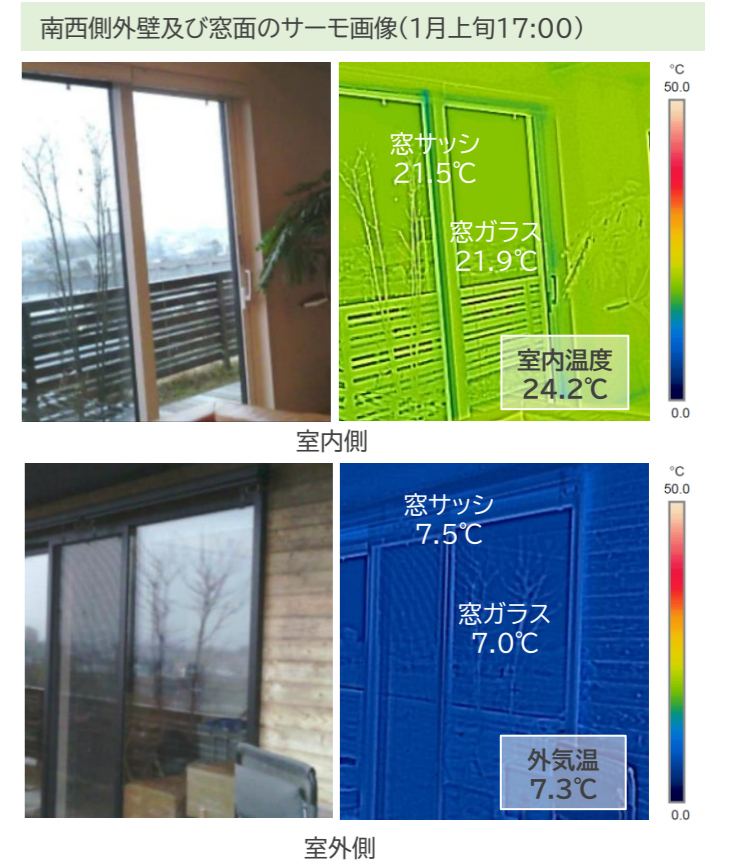 南西側外壁及び窓面のサーモ画像(1月上旬17:00)
℃
50.0
窓サッシ
21.5℃
窓ガラス
21.9℃
室内温度
24.2℃
0.0
室内側
℃
50.0
窓サッシ
7.5℃
窓ガラス
7.0℃
外気温
7.3℃
0.0
室外側